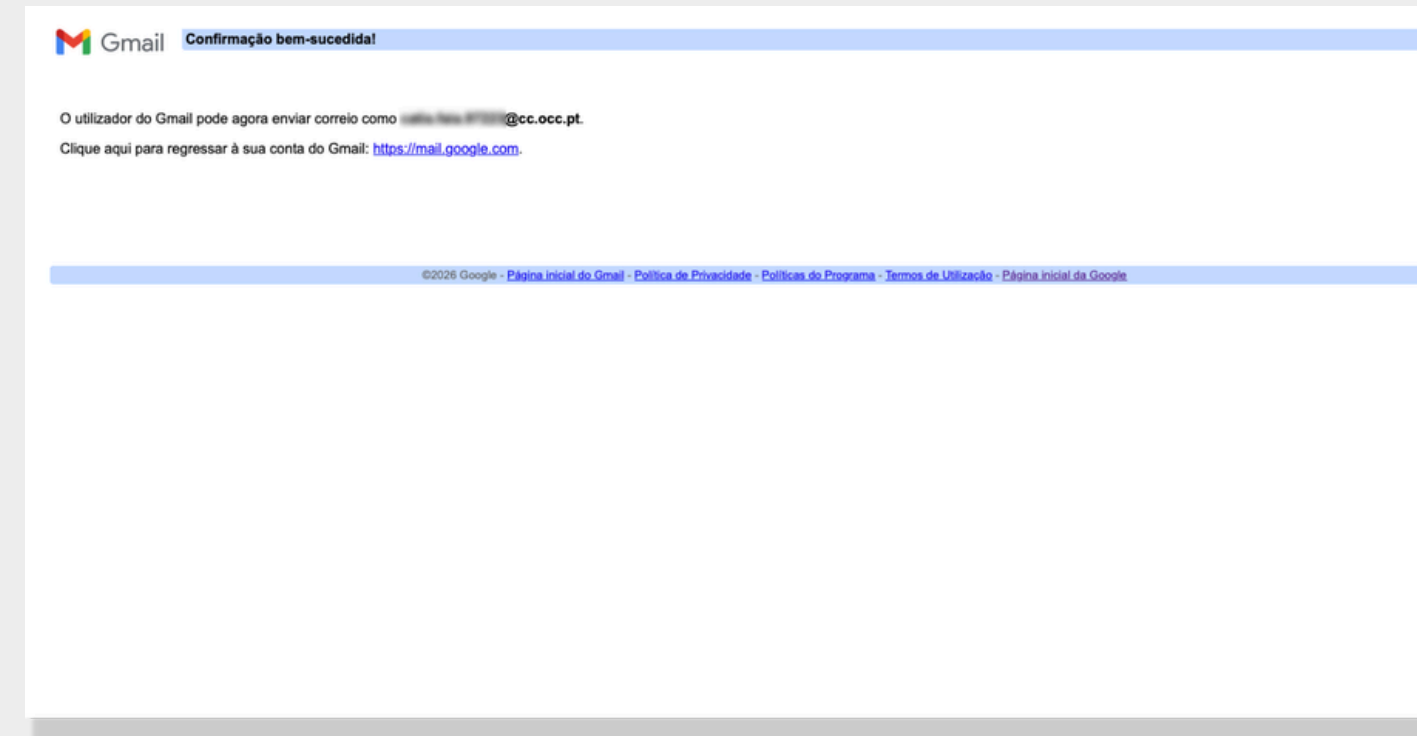 Gmail Confirmação bem-sucedida!
O utilizador do Gmail pode agora enviar correio como @cc.occ.pt.
Clique aqui para regressar à sua conta do Gmail: https://mail.google.com.
©2026 Google - Página inicial do Gmail - Política de Privacidade - Políticas do Programa - Termos de Utilização - Página inicial da Google